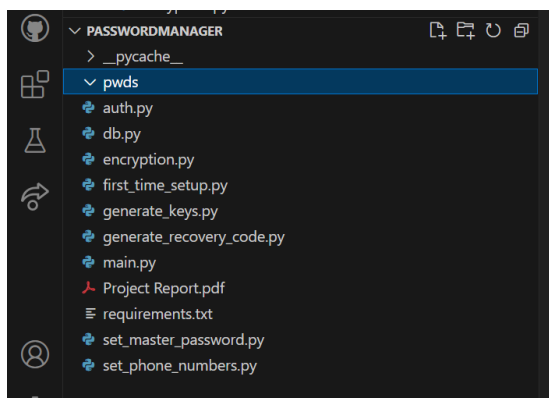 PASSWORDMANAGER
__pycache__
pwds
auth.py
db.py
encryption.py
first_time_setup.py
generate_keys.py
generate_recovery_code.py
main.py
Project Report.pdf
requirements.txt
set_master_password.py
set_phone_numbers.py